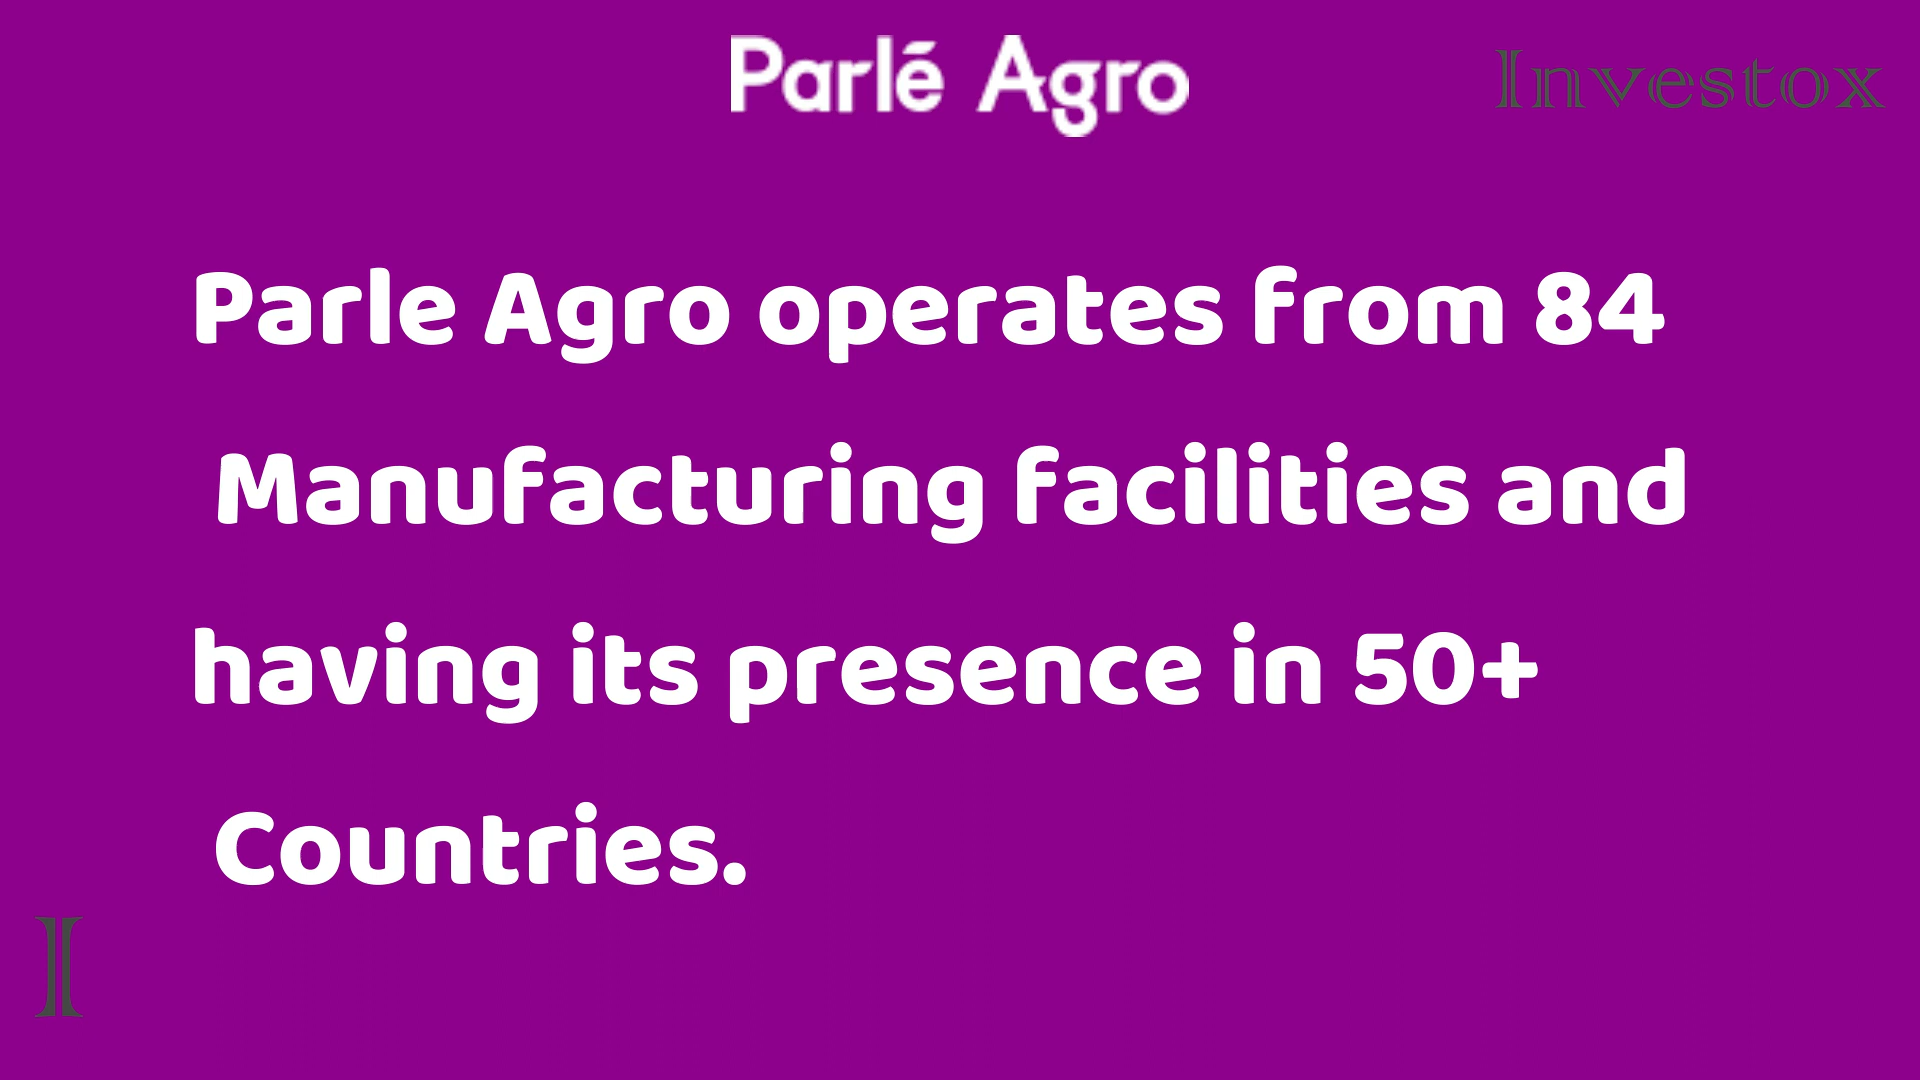 Parlé Agro
Investox
Parle Agro operates from 84
Manufacturing facilities and
having its presence in 50+
Countries.
I